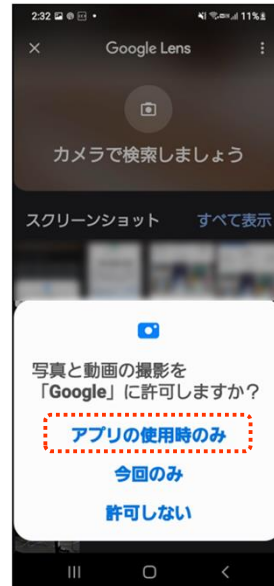 2:32
11%
Google Lens
カメラで検索しましょう
スクリーンショット すべて表示
写真と動画の撮影を
「Google」に許可しますか？
アプリの使用時のみ
今回のみ
許可しない